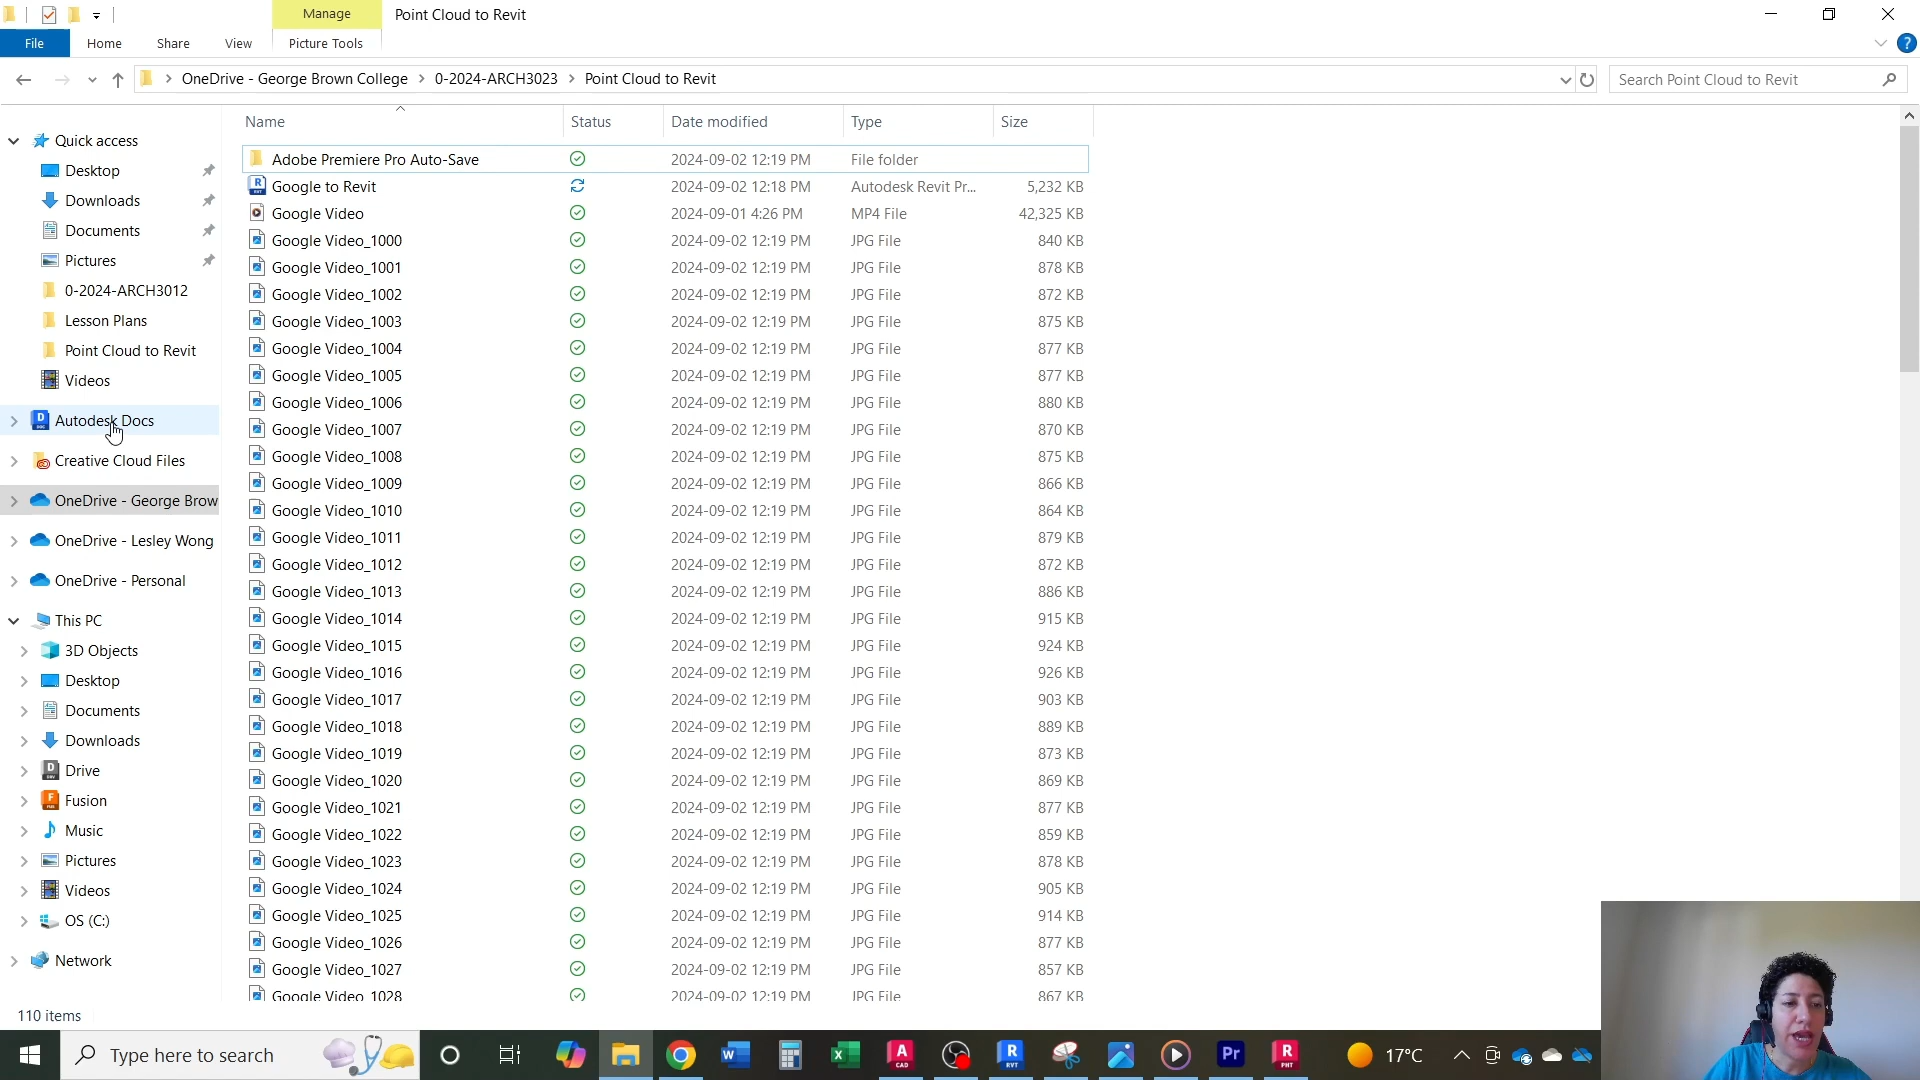 Manage
Point Cloud to Revit
File
Home
Share
View
Picture Tools
OneDrive - George Brown College
0-2024-ARCH3023
Point Cloud to Revit
Search Point Cloud to Revit
Name
Status
Date modified
Type
Size
Quick access
Desktop
Downloads
Documents
Pictures
0-2024-ARCH3012
Lesson Plans
Point Cloud to Revit
Videos
Autodesk Docs
Creative Cloud Files
OneDrive - George Brow
OneDrive - Lesley Wong
OneDrive - Personal
This PC
3D Objects
Desktop
Documents
Downloads
Drive
Fusion
Music
Pictures
Videos
OS (C:)
Network
Adobe Premiere Pro Auto-Save 2024-09-02 12:19 PM File folder
Google to Revit 2024-09-02 12:18 PM Autodesk Revit Pr... 5,232 KB
Google Video 2024-09-01 4:26 PM MP4 File 42,325 KB
Google Video_1000 2024-09-02 12:19 PM JPG File 840 KB
Google Video_1001 2024-09-02 12:19 PM JPG File 878 KB
Google Video_1002 2024-09-02 12:19 PM JPG File 872 KB
Google Video_1003 2024-09-02 12:19 PM JPG File 875 KB
Google Video_1004 2024-09-02 12:19 PM JPG File 877 KB
Google Video_1005 2024-09-02 12:19 PM JPG File 877 KB
Google Video_1006 2024-09-02 12:19 PM JPG File 880 KB
Google Video_1007 2024-09-02 12:19 PM JPG File 870 KB
Google Video_1008 2024-09-02 12:19 PM JPG File 875 KB
Google Video_1009 2024-09-02 12:19 PM JPG File 866 KB
Google Video_1010 2024-09-02 12:19 PM JPG File 864 KB
Google Video_1011 2024-09-02 12:19 PM JPG File 879 KB
Google Video_1012 2024-09-02 12:19 PM JPG File 872 KB
Google Video_1013 2024-09-02 12:19 PM JPG File 886 KB
Google Video_1014 2024-09-02 12:19 PM JPG File 915 KB
Google Video_1015 2024-09-02 12:19 PM JPG File 924 KB
Google Video_1016 2024-09-02 12:19 PM JPG File 926 KB
Google Video_1017 2024-09-02 12:19 PM JPG File 903 KB
Google Video_1018 2024-09-02 12:19 PM JPG File 889 KB
Google Video_1019 2024-09-02 12:19 PM JPG File 873 KB
Google Video_1020 2024-09-02 12:19 PM JPG File 869 KB
Google Video_1021 2024-09-02 12:19 PM JPG File 877 KB
Google Video_1022 2024-09-02 12:19 PM JPG File 859 KB
Google Video_1023 2024-09-02 12:19 PM JPG File 878 KB
Google Video_1024 2024-09-02 12:19 PM JPG File 905 KB
Google Video_1025 2024-09-02 12:19 PM JPG File 914 KB
Google Video_1026 2024-09-02 12:19 PM JPG File 877 KB
Google Video_1027 2024-09-02 12:19 PM JPG File 857 KB
Google Video_1028 2024-09-02 12:19 PM JPG File 867 KB
110 items
Type here to search
17°C